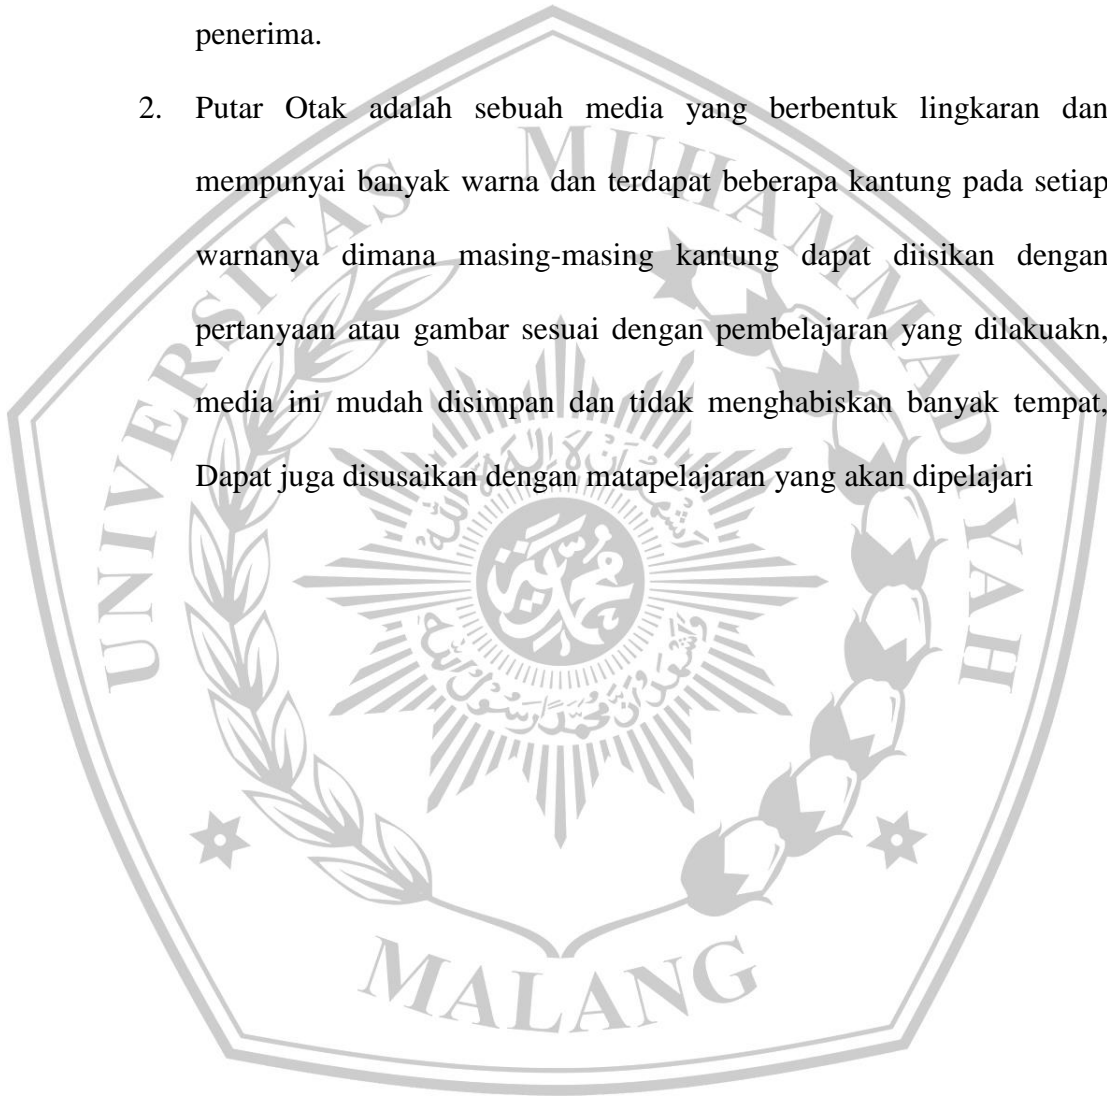 penerima.
2. Putar Otak adalah sebuah media yang berbentuk lingkaran dan
mempunyai banyak warna dan terdapat beberapa kantung pada setiap
warnanya dimana masing-masing kantung dapat diisikan dengan
pertanyaan atau gambar sesuai dengan pembelajaran yang dilakuakn,
media ini mudah disimpan dan tidak menghabiskan banyak tempat,
Dapat juga disusaikan dengan matapelajaran yang akan dipelajari
UNIVERSITAS MUHAMMADIYAH
MALANG